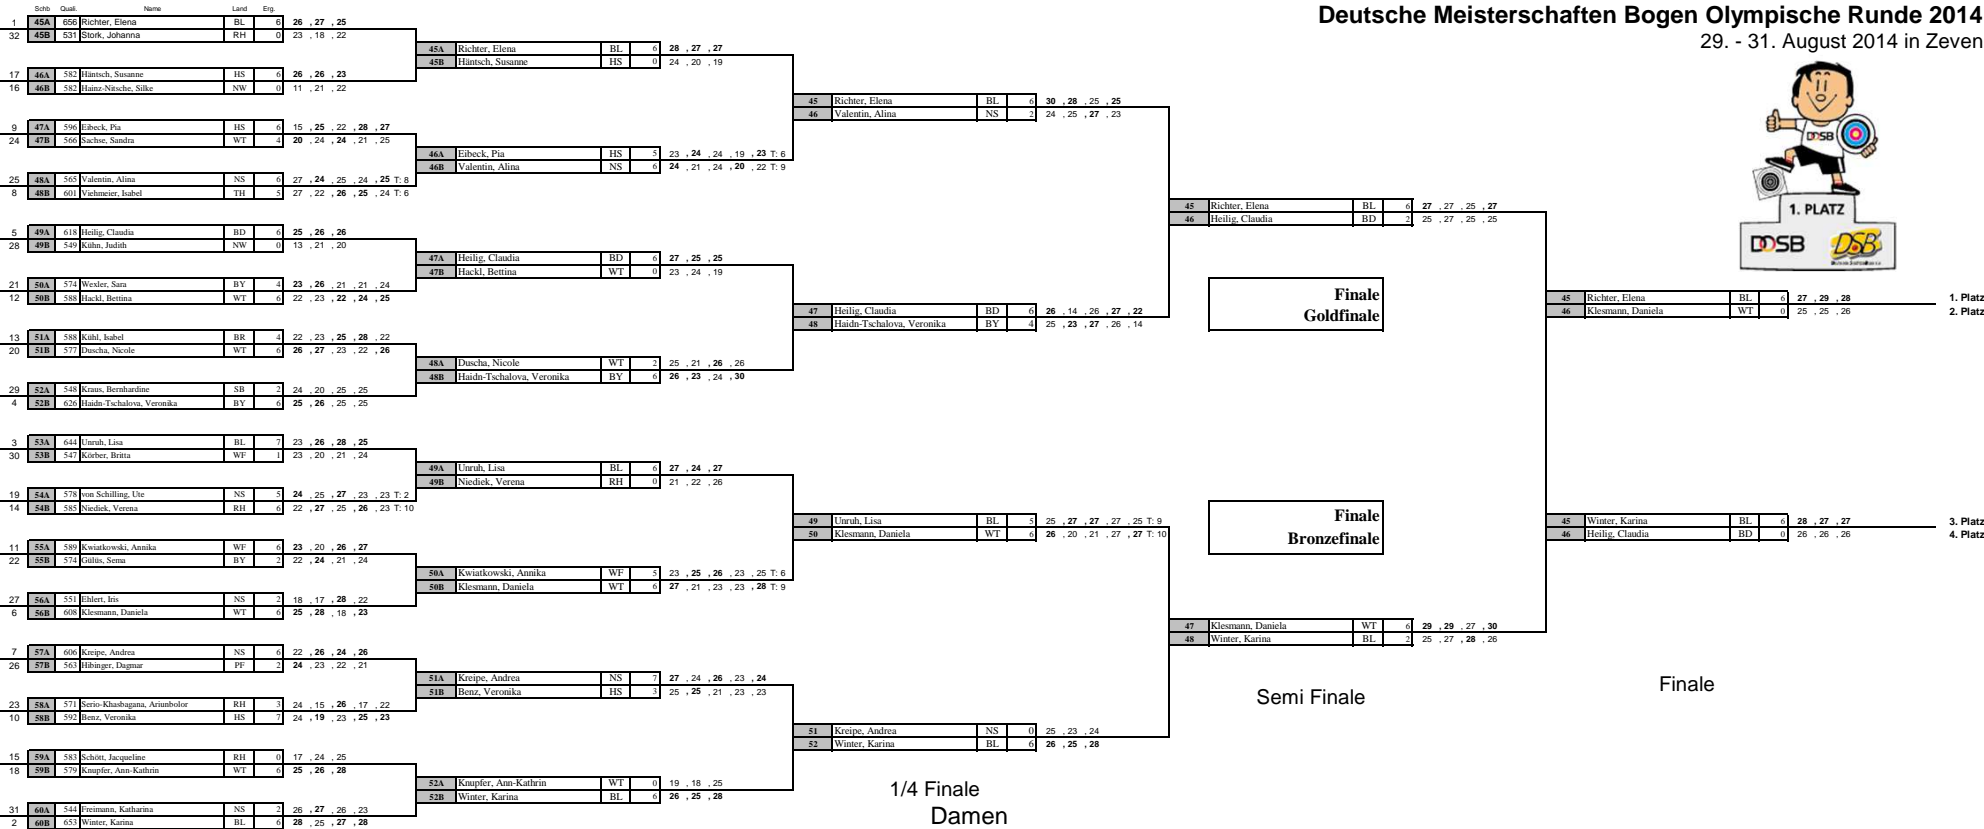 Deutsche Meisterschaften Bogen Olympische Runde 2014
29. - 31. August 2014 in Zeven
Schb Quali. Name Land Erg.
1 45A 656 Richter, Elena BL 6 26 , 27 , 25
32 45B 531 Stork, Johanna RH 0 23 , 18 , 22
17 46A 582 Häntsch, Susanne HS 6 26 , 26 , 23
16 46B 582 Hainz-Nitsche, Silke NW 0 11 , 21 , 22
9 47A 596 Eibeck, Pia HS 6 15 , 25 , 22 , 28 , 27
24 47B 566 Sachse, Sandra WT 4 20 , 24 , 24 , 21 , 25
25 48A 565 Valentin, Alina NS 6 27 , 24 , 25 , 24 , 25 T: 8
8 48B 601 Viehmeier, Isabel TH 5 27 , 22 , 26 , 25 , 24 T: 6
5 49A 618 Heilig, Claudia BD 6 25 , 26 , 26
28 49B 549 Kühn, Judith NW 0 13 , 21 , 20
21 50A 574 Wexler, Sara BY 4 23 , 26 , 21 , 21 , 24
12 50B 588 Hackl, Bettina WT 6 22 , 23 , 22 , 24 , 25
13 51A 588 Kühl, Isabel BR 4 22 , 23 , 25 , 28 , 22
20 51B 577 Duscha, Nicole WT 6 26 , 27 , 23 , 22 , 26
29 52A 548 Kraus, Bernhardine SB 2 24 , 20 , 25 , 25
4 52B 626 Haidn-Tschalova, Veronika BY 6 25 , 26 , 25 , 25
3 53A 644 Unruh, Lisa BL 7 23 , 26 , 28 , 25
30 53B 547 Körber, Britta WF 1 23 , 20 , 21 , 24
19 54A 578 von Schilling, Ute NS 5 24 , 25 , 27 , 23 , 23 T: 2
14 54B 585 Niediek, Verena RH 6 22 , 27 , 25 , 26 , 23 T: 10
11 55A 589 Kwiatkowski, Annika WF 6 23 , 20 , 26 , 27
22 55B 574 Gülüs, Sema BY 2 22 , 24 , 21 , 24
27 56A 551 Ehlert, Iris NS 2 18 , 17 , 28 , 22
6 56B 608 Klesmann, Daniela WT 6 25 , 28 , 18 , 23
7 57A 606 Kreipe, Andrea NS 6 22 , 26 , 24 , 26
26 57B 563 Hibinger, Dagmar PF 2 24 , 23 , 22 , 21
23 58A 571 Serio-Khasbagana, Ariunbolor RH 3 24 , 15 , 26 , 17 , 22
10 58B 592 Benz, Veronika HS 7 24 , 19 , 23 , 25 , 23
15 59A 583 Schött, Jacqueline RH 0 17 , 24 , 25
18 59B 579 Knupfer, Ann-Kathrin WT 6 25 , 26 , 28
31 60A 544 Freimann, Katharina NS 2 26 , 27 , 26 , 23
2 60B 653 Winter, Karina BL 6 28 , 25 , 27 , 28
45A Richter, Elena BL 6 28 , 27 , 27
45B Häntsch, Susanne HS 0 24 , 20 , 19
46A Eibeck, Pia HS 5 23 , 24 , 24 , 19 , 23 T: 6
46B Valentin, Alina NS 6 24 , 21 , 24 , 20 , 22 T: 9
47A Heilig, Claudia BD 6 27 , 25 , 25
47B Hackl, Bettina WT 0 23 , 24 , 19
48A Duscha, Nicole WT 2 25 , 21 , 26 , 26
48B Haidn-Tschalova, Veronika BY 6 26 , 23 , 24 , 30
49A Unruh, Lisa BL 6 27 , 24 , 27
49B Niediek, Verena RH 0 21 , 22 , 26
50A Kwiatkowski, Annika WF 5 23 , 25 , 26 , 23 , 25 T: 6
50B Klesmann, Daniela WT 6 27 , 21 , 23 , 23 , 28 T: 9
51A Kreipe, Andrea NS 7 27 , 24 , 26 , 23 , 24
51B Benz, Veronika HS 3 25 , 25 , 21 , 23 , 23
52A Knupfer, Ann-Kathrin WT 0 19 , 18 , 25
52B Winter, Karina BL 6 26 , 25 , 28
45 Richter, Elena BL 6 30 , 28 , 25 , 25
46 Valentin, Alina NS 2 24 , 25 , 27 , 23
47 Heilig, Claudia BD 6 26 , 14 , 26 , 27 , 22
48 Haidn-Tschalova, Veronika BY 4 25 , 23 , 27 , 26 , 14
49 Unruh, Lisa BL 5 25 , 27 , 27 , 27 , 25 T: 9
50 Klesmann, Daniela WT 6 26 , 20 , 21 , 27 , 27 T: 10
51 Kreipe, Andrea NS 0 25 , 23 , 24
52 Winter, Karina BL 6 26 , 25 , 28
1/4 Finale
Damen
45 Richter, Elena BL 6 27 , 27 , 25 , 27
46 Heilig, Claudia BD 2 25 , 27 , 25 , 25
Finale
Goldfinale
Finale
Bronzefinale
47 Klesmann, Daniela WT 6 29 , 29 , 27 , 30
48 Winter, Karina BL 2 25 , 27 , 28 , 26
Semi Finale
DOSB
1. PLATZ
DOSB DSB
45 Richter, Elena BL 6 27 , 29 , 28 1. Platz
46 Klesmann, Daniela WT 0 25 , 25 , 26 2. Platz
45 Winter, Karina BL 6 28 , 27 , 27 3. Platz
46 Heilig, Claudia BD 0 26 , 26 , 26 4. Platz
Finale